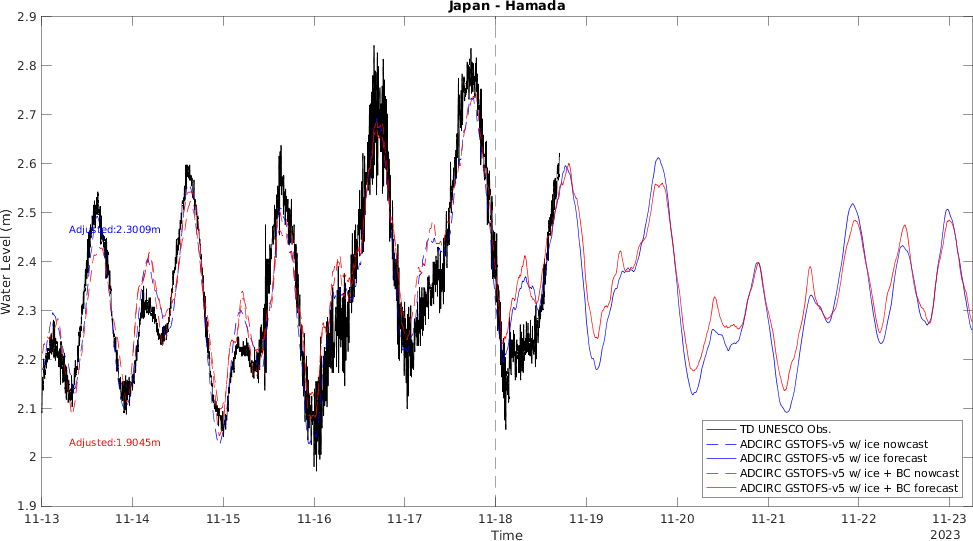 Japan - Hamada
2.9
2.8
2.7
2.6
2.5
2.4
2.3
2.2
2.1
2
1.9
Water Level (m)
Adjusted:2.3009m
Adjusted:1.9045m
TD UNESCO Obs.
ADCIRC GSTOFS-v5 w/ ice nowcast
ADCIRC GSTOFS-v5 w/ ice forecast
ADCIRC GSTOFS-v5 w/ ice + BC nowcast
ADCIRC GSTOFS-v5 w/ ice + BC forecast
11-13 11-14 11-15 11-16 11-17 11-18 11-19 11-20 11-21 11-22 11-23
Time 2023